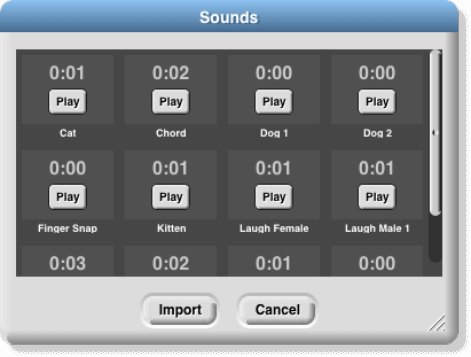 Sounds
0:01 0:02 0:00 0:00
Play Play Play Play
Cat Chord Dog 1 Dog 2
0:00 0:01 0:01 0:01
Play Play Play Play
Finger Snap Kitten Laugh Female Laugh Male 1
0:03 0:02 0:01 0:00
Import Cancel